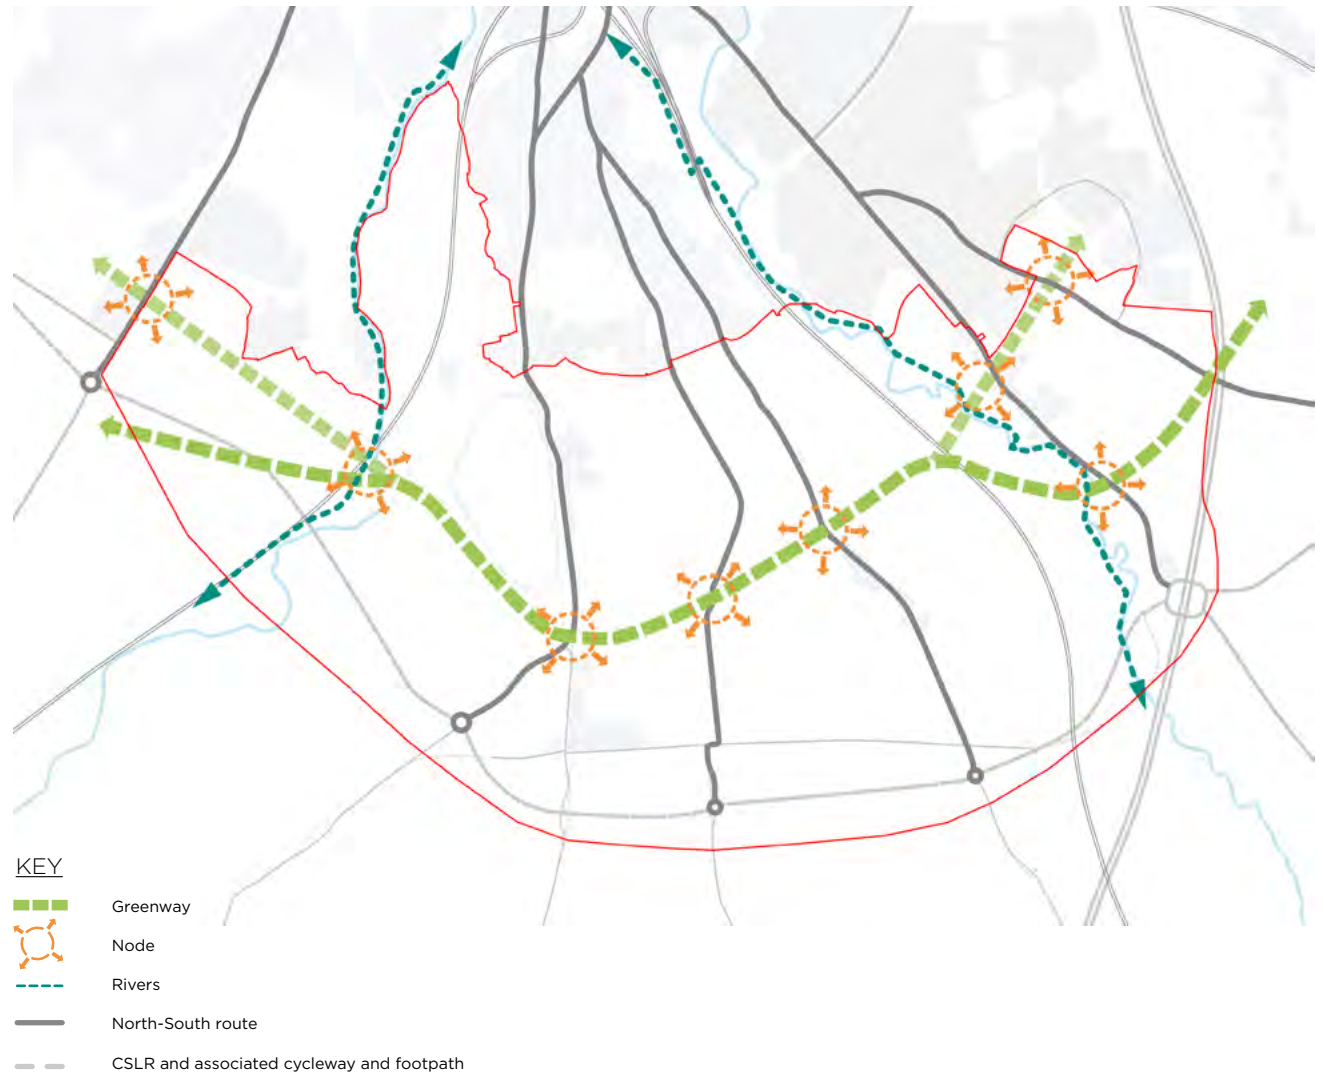 KEY
Greenway
Node
Rivers
North-South route
CSLR and associated cycleway and footpath